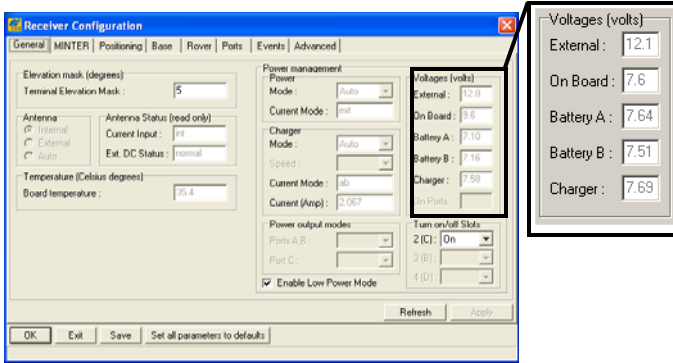 Receiver Configuration
General MINTER Positioning Base Rover Ports Events Advanced
Elevation mask (degrees)
Terminal Elevation Mask : 5
Antenna
Internal
External
Auto
Antenna Status (read only)
Current Input : int
Ext. DC Status : normal
Temperature (Celsius degrees)
Board temperature : 35.4
Power management
Power
Mode : Auto
Current Mode : ext
Charger
Mode : Auto
Speed :
Current Mode : ab
Current (Amp) : 2.067
Power output modes
Ports A,B :
Port C :
Enable Low Power Mode
Voltages (volts)
External : 12.8
On Board : 9.6
Battery A : 7.10
Battery B : 7.16
Charger : 7.58
On Ports :
Turn on/off Slots
2 (C) : On
3 (B) :
4 (D) :
Refresh Apply
OK Exit Save Set all parameters to defaults
Voltages (volts)
External : 12.1
On Board : 7.6
Battery A : 7.64
Battery B : 7.51
Charger : 7.69